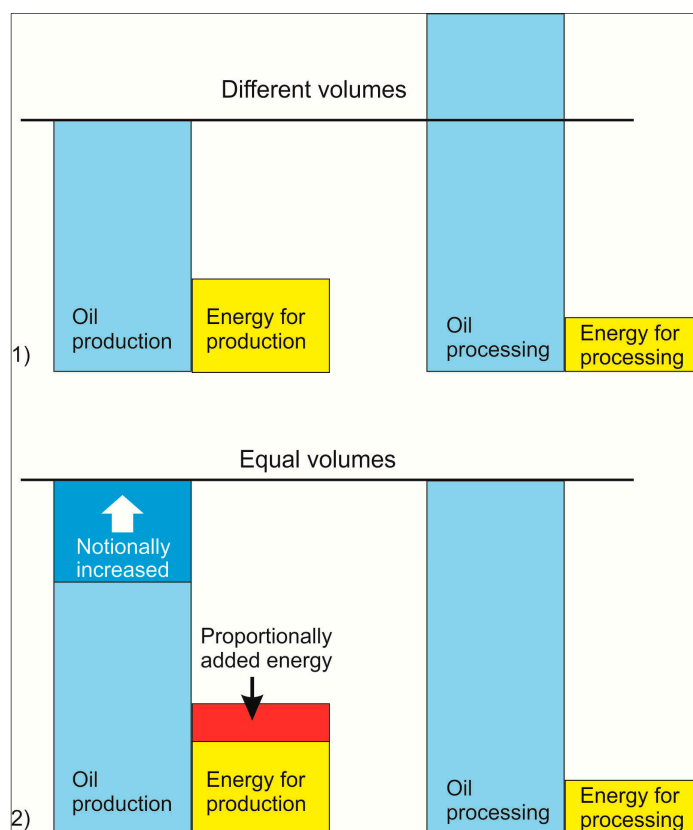 Different volumes
Oil
production
Energy for
production
Oil
processing
Energy for
processing
1)
Equal volumes
Notionally
increased
Proportionally
added energy
Oil
production
Energy for
production
Oil
processing
Energy for
processing
2)